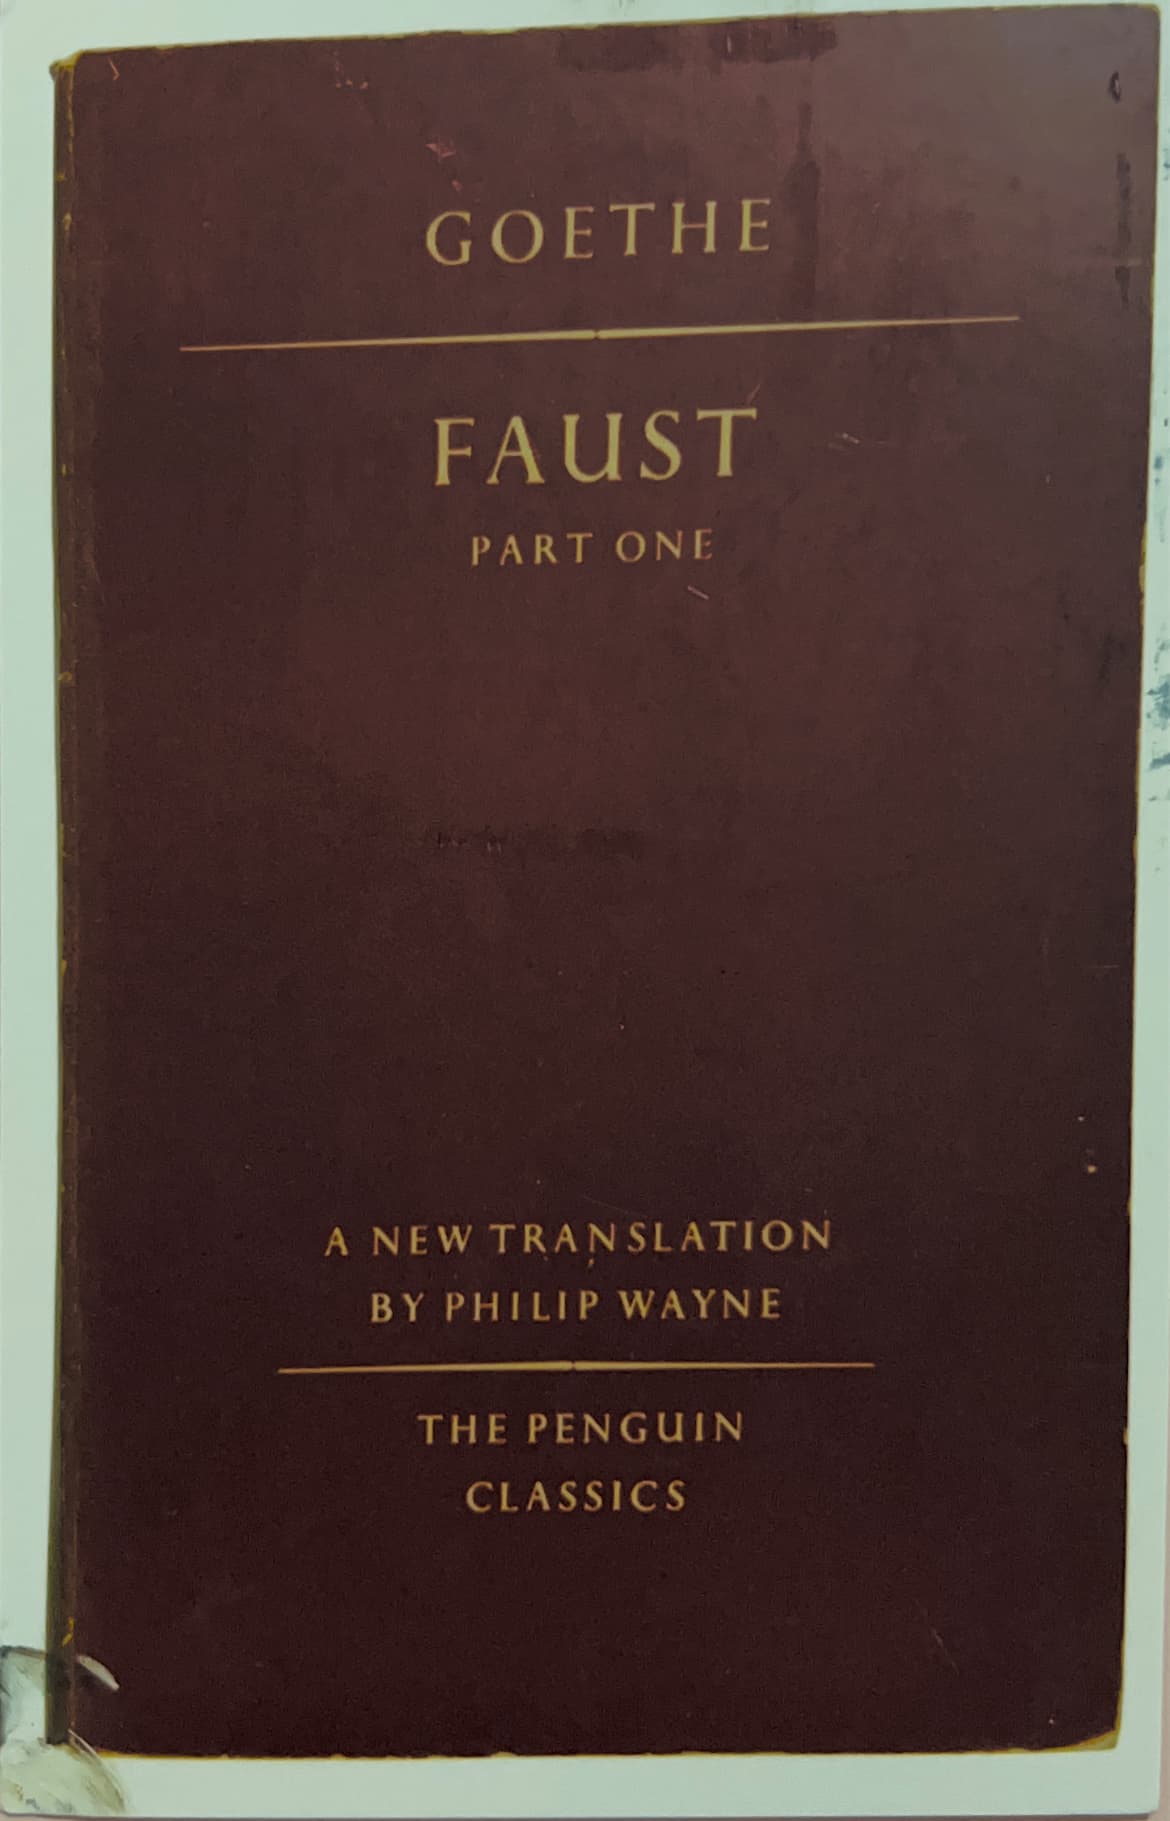 GOETHE
FAUST
PART ONE
A NEW TRANSLATION
BY PHILIP WAYNE
THE PENGUIN
CLASSICS